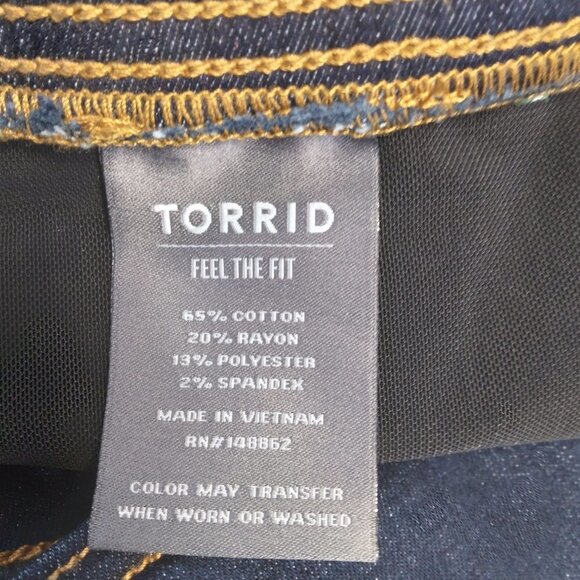 TORRID
FEEL THE FIT
65% COTTON
20% RAYON
13% POLYESTER
2% SPANDEX
MADE IN VIETNAM
RN#148862
COLOR MAY TRANSFER
WHEN WORN OR WASHED